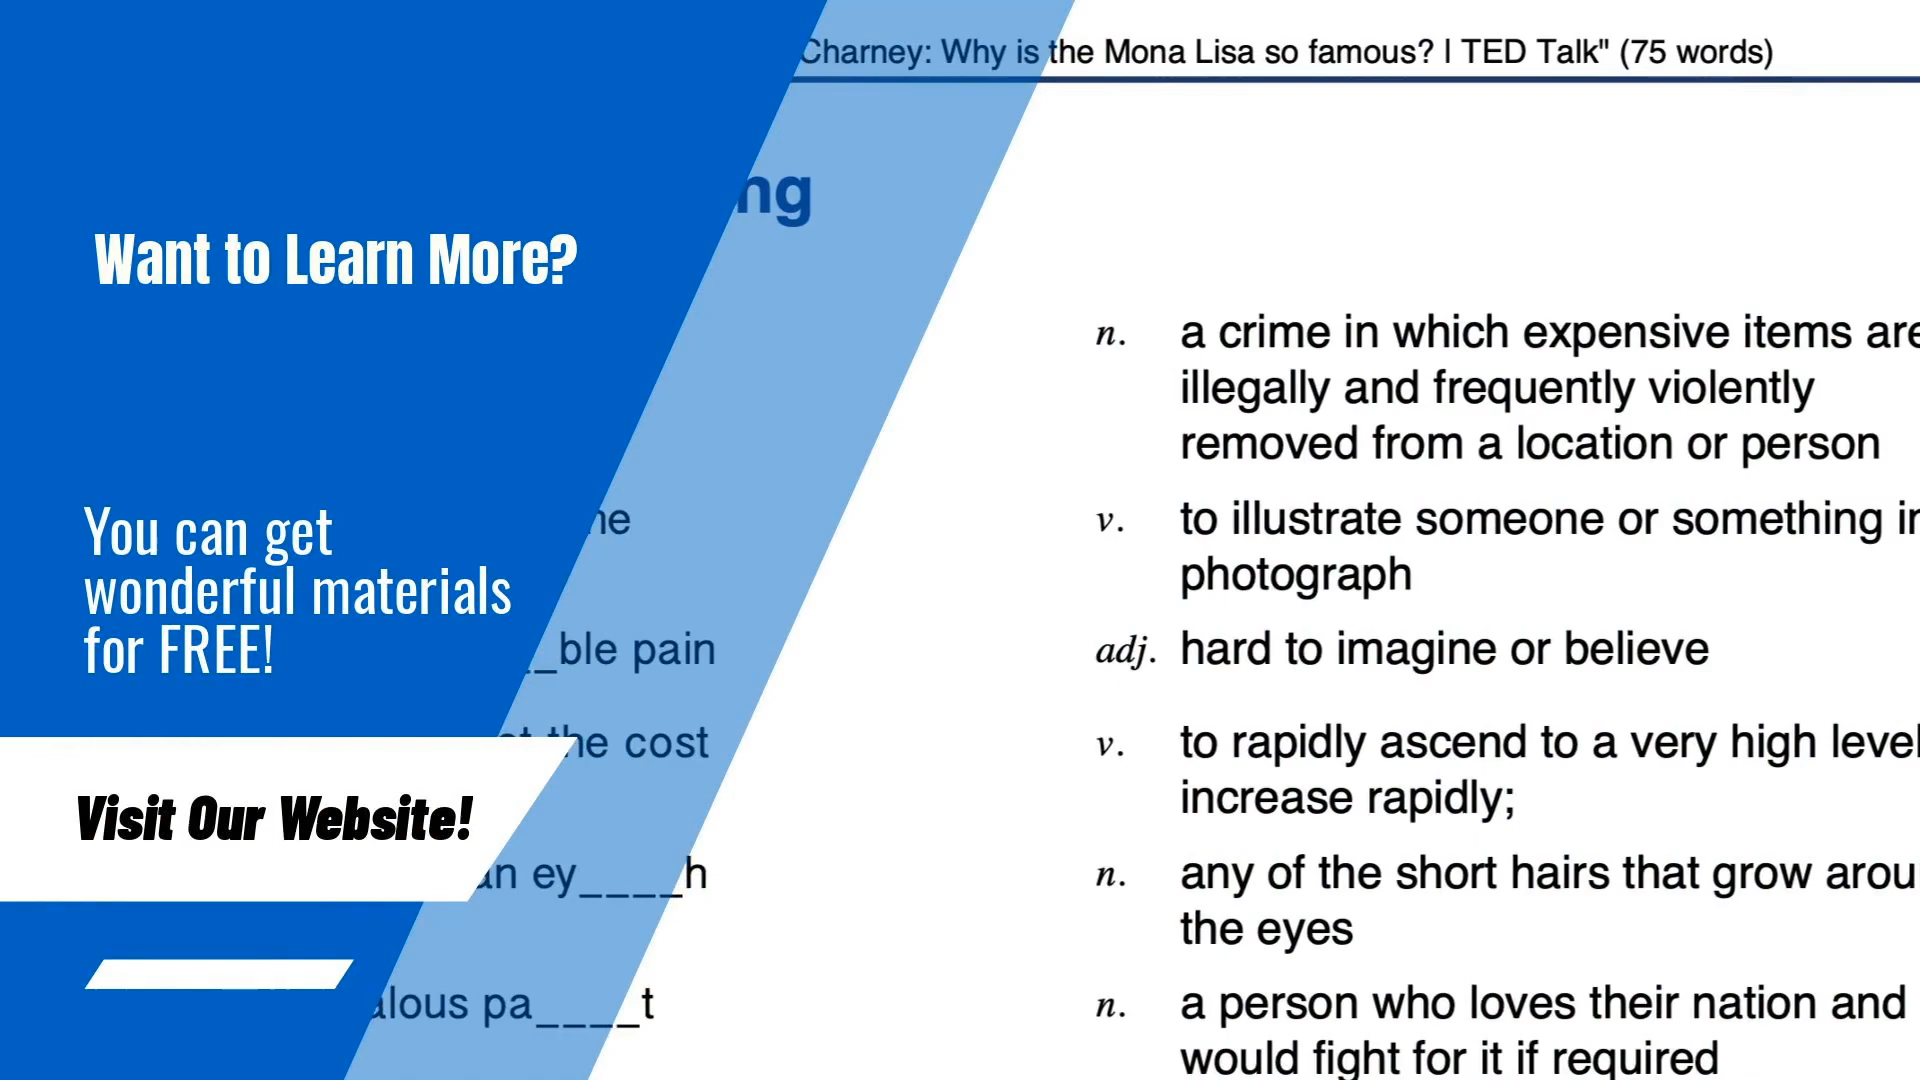 Charney: Why is the Mona Lisa so famous? | TED Talk" (75 words)
ng
Want to Learn More?
You can get
wonderful materials
for FREE!
Visit Our Website!
n. a crime in which expensive items are
illegally and frequently violently
removed from a location or person
v. to illustrate someone or something in
photograph
_ble pain adj. hard to imagine or believe
the cost v. to rapidly ascend to a very high level
increase rapidly;
an ey____h n. any of the short hairs that grow arou
the eyes
alous pa____t n. a person who loves their nation and
would fight for it if required